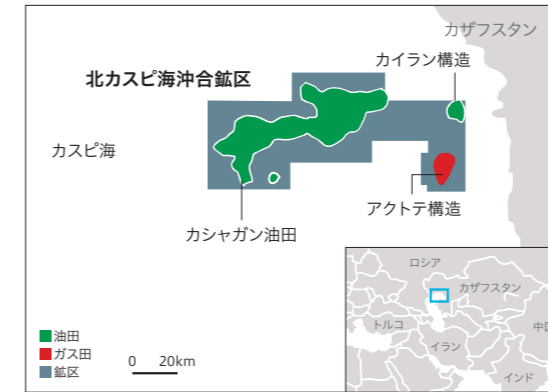 カザフスタン
カイラン構造
北カスピ海沖合鉱区
カスピ海
アクトテ構造
カシャガン油田
ロシア
カザフスタン
トルコ
イラン
インド
油田
ガス田
鉱区
0 20km